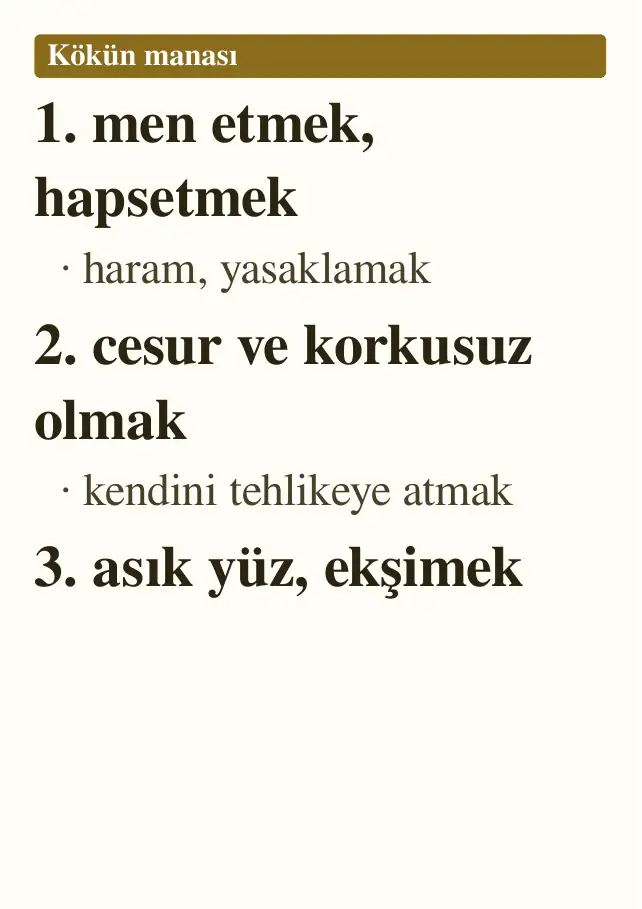 Kökün manası
1. men etmek,
hapsetmek
· haram, yasaklamak
2. cesur ve korkusuz
olmak
· kendini tehlikeye atmak
3. asık yüz, ekşimek